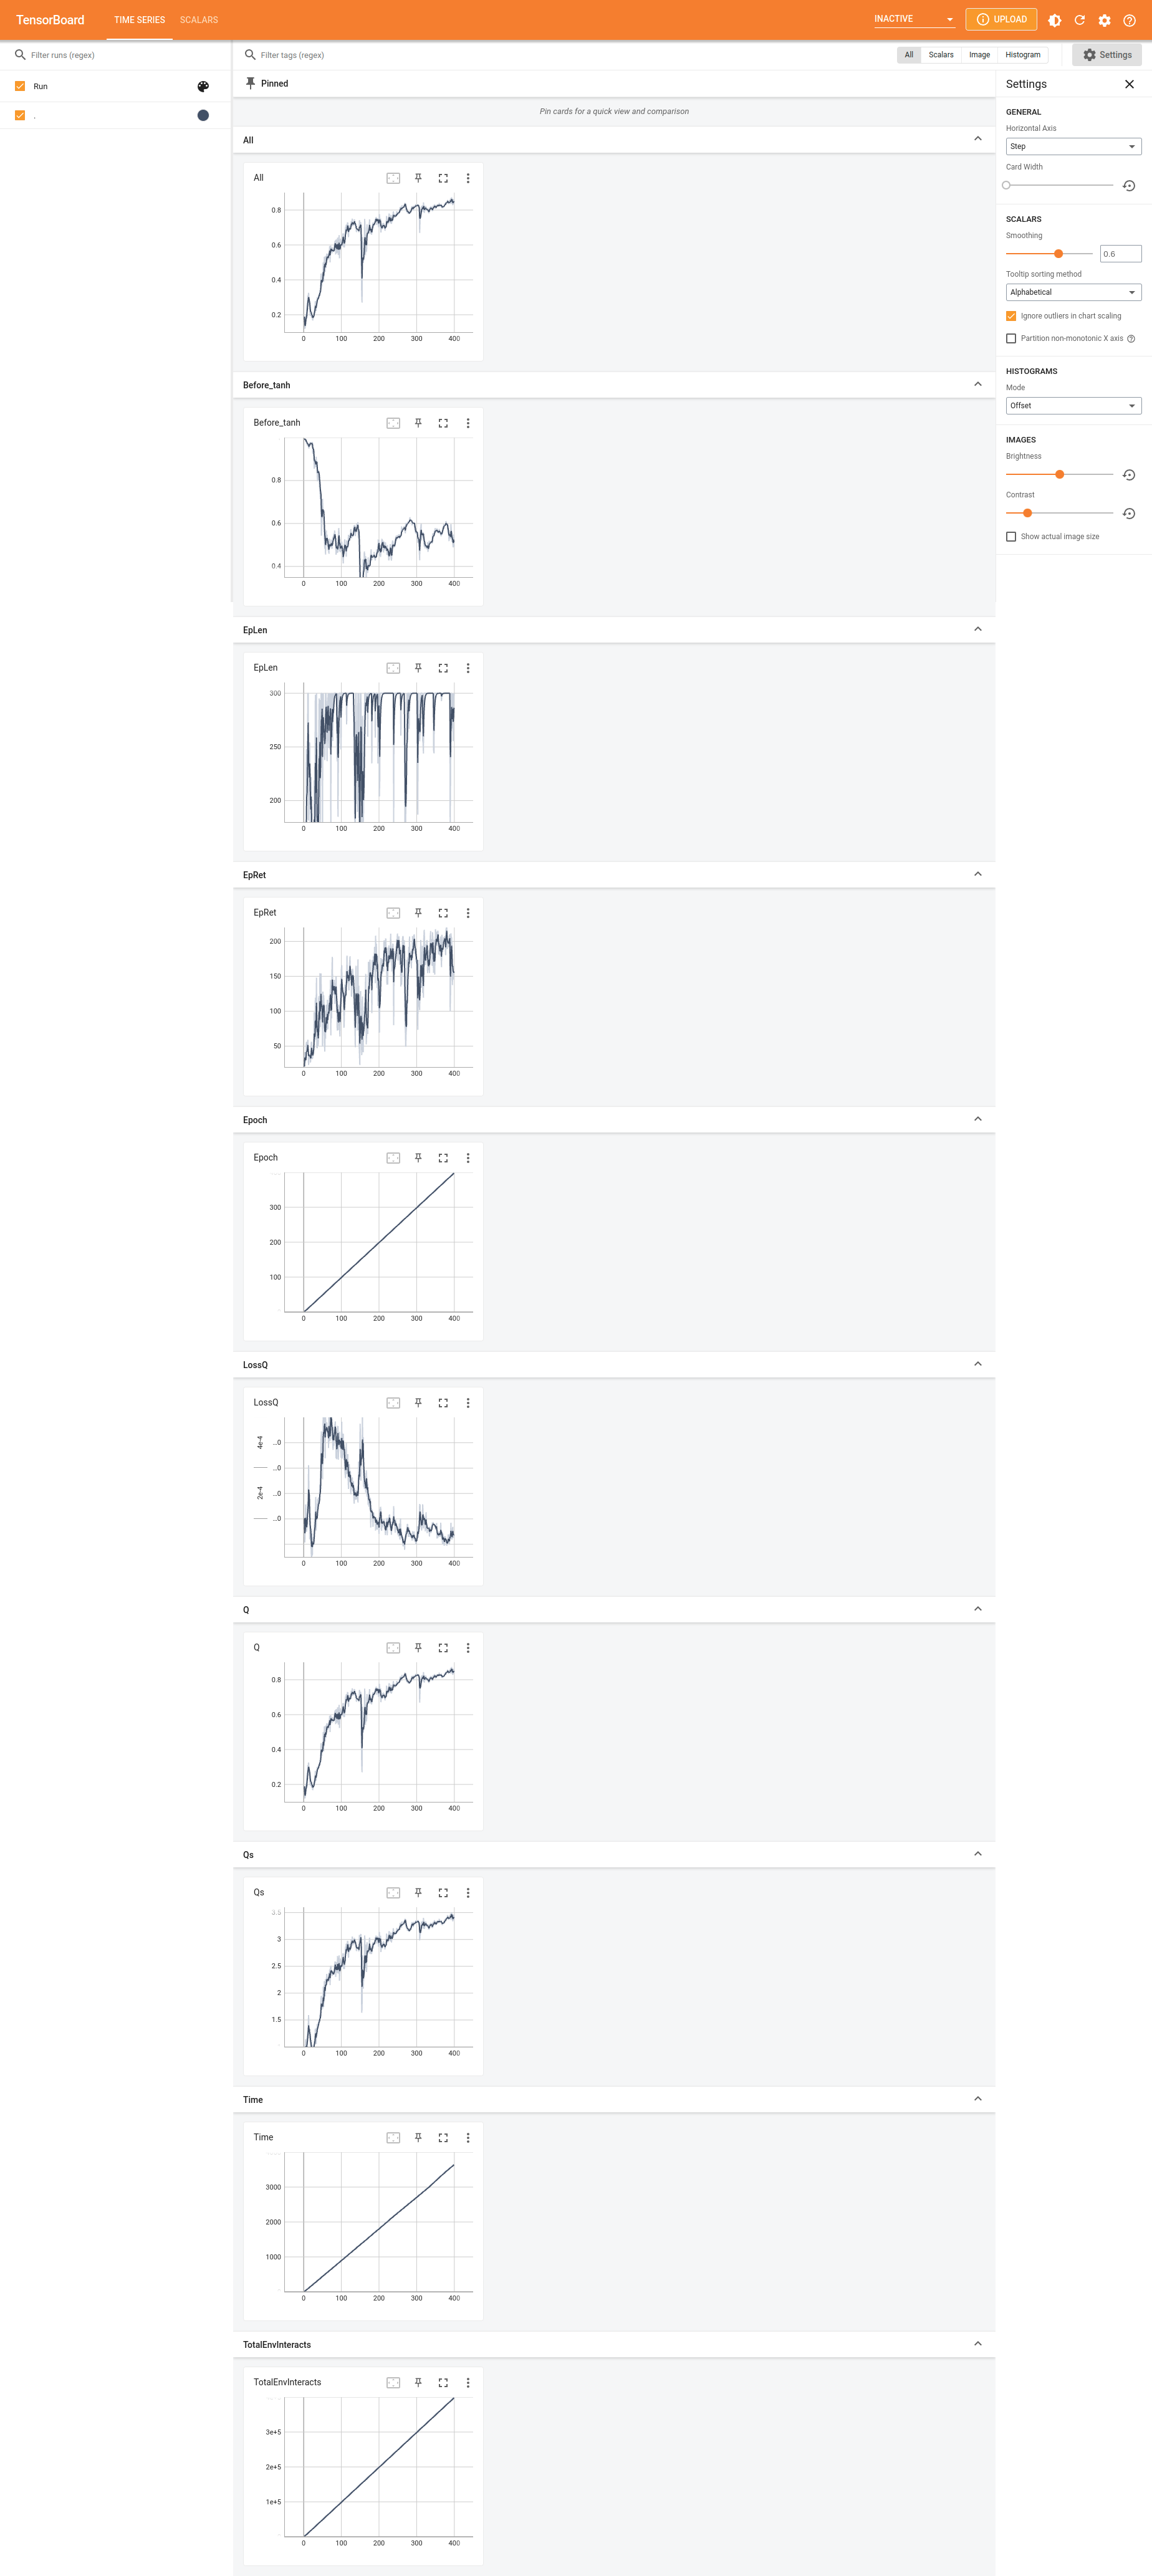 TensorBoard TIME SERIES SCALARS INACTIVE UPLOAD
Filter runs (regex)
Run
.
Filter tags (regex) All Scalars Image Histogram Settings
Pinned
Pin cards for a quick view and comparison
All
All
0.8
0.6
0.4
0.2
0 100 200 300 400
Before_tanh
Before_tanh
0.8
0.6
0.4
0 100 200 300 400
EpLen
EpLen
300
250
200
0 100 200 300 400
EpRet
EpRet
200
150
100
50
0 100 200 300 400
Epoch
Epoch
300
200
100
0 100 200 300 400
LossQ
LossQ
4e-4
2e-4
...0
...0
...0
...0
0 100 200 300 400
Q
Q
0.8
0.6
0.4
0.2
0 100 200 300 400
Qs
Qs
3.5
3
2.5
2
1.5
0 100 200 300 400
Time
Time
3000
2000
1000
0 100 200 300 400
TotalEnvInteracts
TotalEnvInteracts
3e+5
2e+5
1e+5
0 100 200 300 400
Settings
GENERAL
Horizontal Axis
Step
Card Width
SCALARS
Smoothing
0.6
Tooltip sorting method
Alphabetical
Ignore outliers in chart scaling
Partition non-monotonic X axis
HISTOGRAMS
Mode
Offset
IMAGES
Brightness
Contrast
Show actual image size